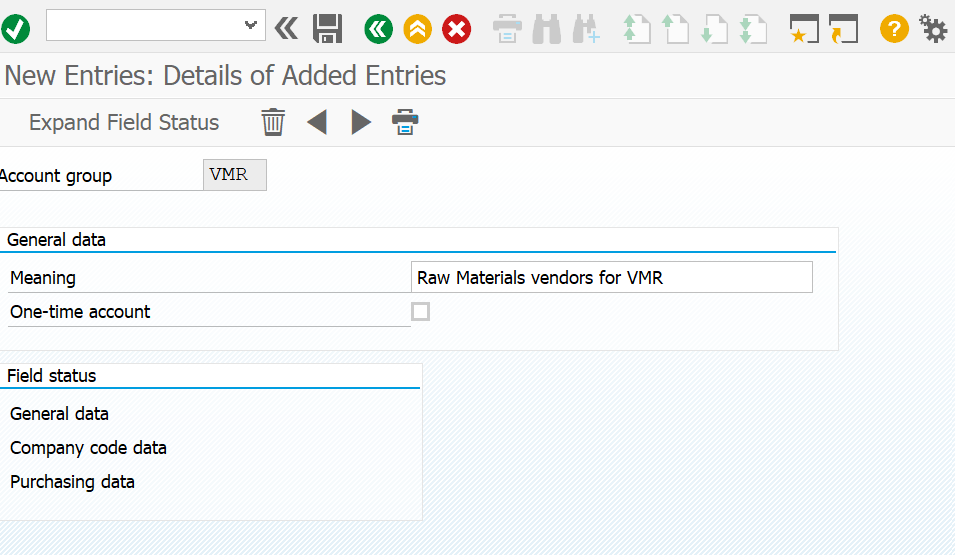 New Entries: Details of Added Entries
Expand Field Status
Account group VMR
General data
Meaning Raw Materials vendors for VMR
One-time account
Field status
General data
Company code data
Purchasing data